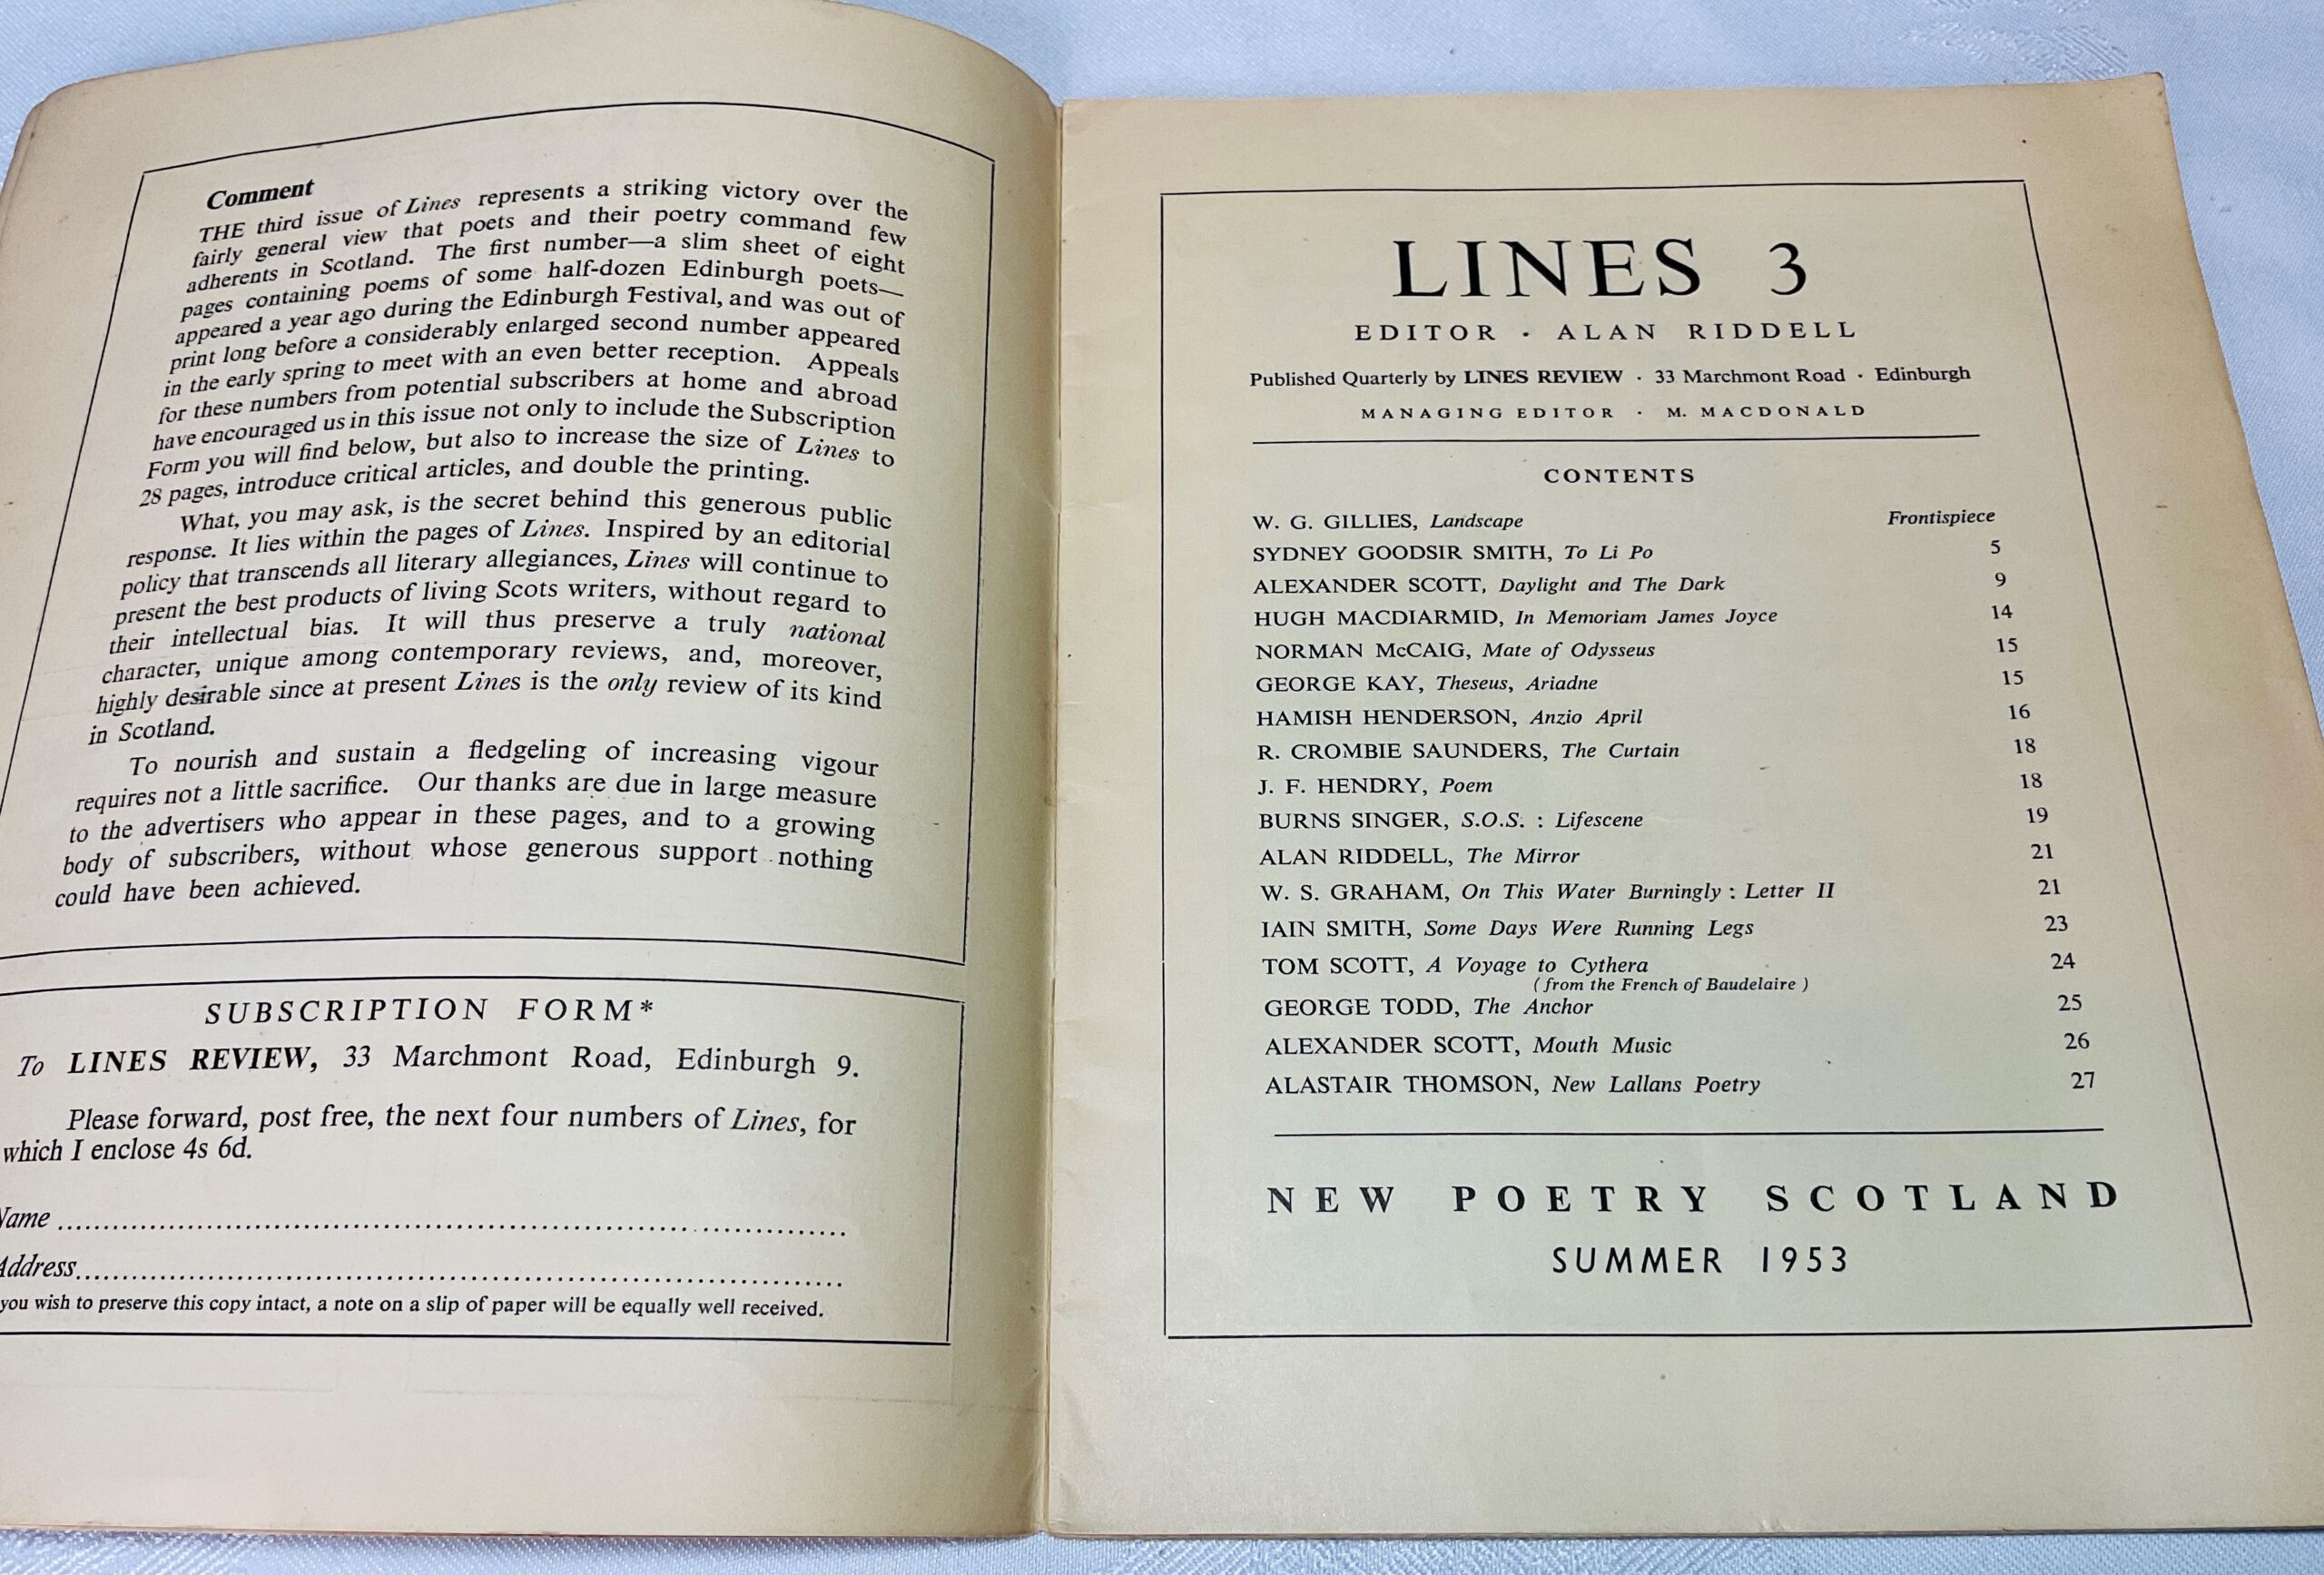 Comment
THE third issue of Lines represents a striking victory over the
fairly general view that poets and their poetry command few
adherents in Scotland. The first number—a slim sheet of eight
pages containing poems of some half-dozen Edinburgh poets—
appeared a year ago during the Edinburgh Festival, and was out of
print long before a considerably enlarged second number appeared
in the early spring to meet with an even better reception. Appeals
for these numbers from potential subscribers at home and abroad
have encouraged us in this issue not only to include the Subscription
Form you will find below, but also to increase the size of Lines to
28 pages, introduce critical articles, and double the printing.
What, you may ask, is the secret behind this generous public
response. It lies within the pages of Lines. Inspired by an editorial
policy that transcends all literary allegiances, Lines will continue to
present the best products of living Scots writers, without regard to
their intellectual bias. It will thus preserve a truly national
character, unique among contemporary reviews, and, moreover,
highly desirable since at present Lines is the only review of its kind
in Scotland.
To nourish and sustain a fledgeling of increasing vigour
requires not a little sacrifice. Our thanks are due in large measure
to the advertisers who appear in these pages, and to a growing
body of subscribers, without whose generous support nothing
could have been achieved.
SUBSCRIPTION FORM*
To LINES REVIEW, 33 Marchmont Road, Edinburgh 9.
Please forward, post free, the next four numbers of Lines, for
which I enclose 4s 6d.
Name
Address
you wish to preserve this copy intact, a note on a slip of paper will be equally well received.
LINES 3
EDITOR · ALAN RIDDELL
Published Quarterly by LINES REVIEW · 33 Marchmont Road · Edinburgh
MANAGING EDITOR · M. MACDONALD
CONTENTS
W. G. GILLIES, Landscape Frontispiece
SYDNEY GOODSIR SMITH, To Li Po 5
ALEXANDER SCOTT, Daylight and The Dark 9
HUGH MACDIARMID, In Memoriam James Joyce 14
NORMAN McCAIG, Mate of Odysseus 15
GEORGE KAY, Theseus, Ariadne 15
HAMISH HENDERSON, Anzio April 16
R. CROMBIE SAUNDERS, The Curtain 18
J. F. HENDRY, Poem 18
BURNS SINGER, S.O.S. : Lifescene 19
ALAN RIDDELL, The Mirror 21
W. S. GRAHAM, On This Water Burningly : Letter II 21
IAIN SMITH, Some Days Were Running Legs 23
TOM SCOTT, A Voyage to Cythera 24
(from the French of Baudelaire)
GEORGE TODD, The Anchor 25
ALEXANDER SCOTT, Mouth Music 26
ALASTAIR THOMSON, New Lallans Poetry 27
NEW POETRY SCOTLAND
SUMMER 1953